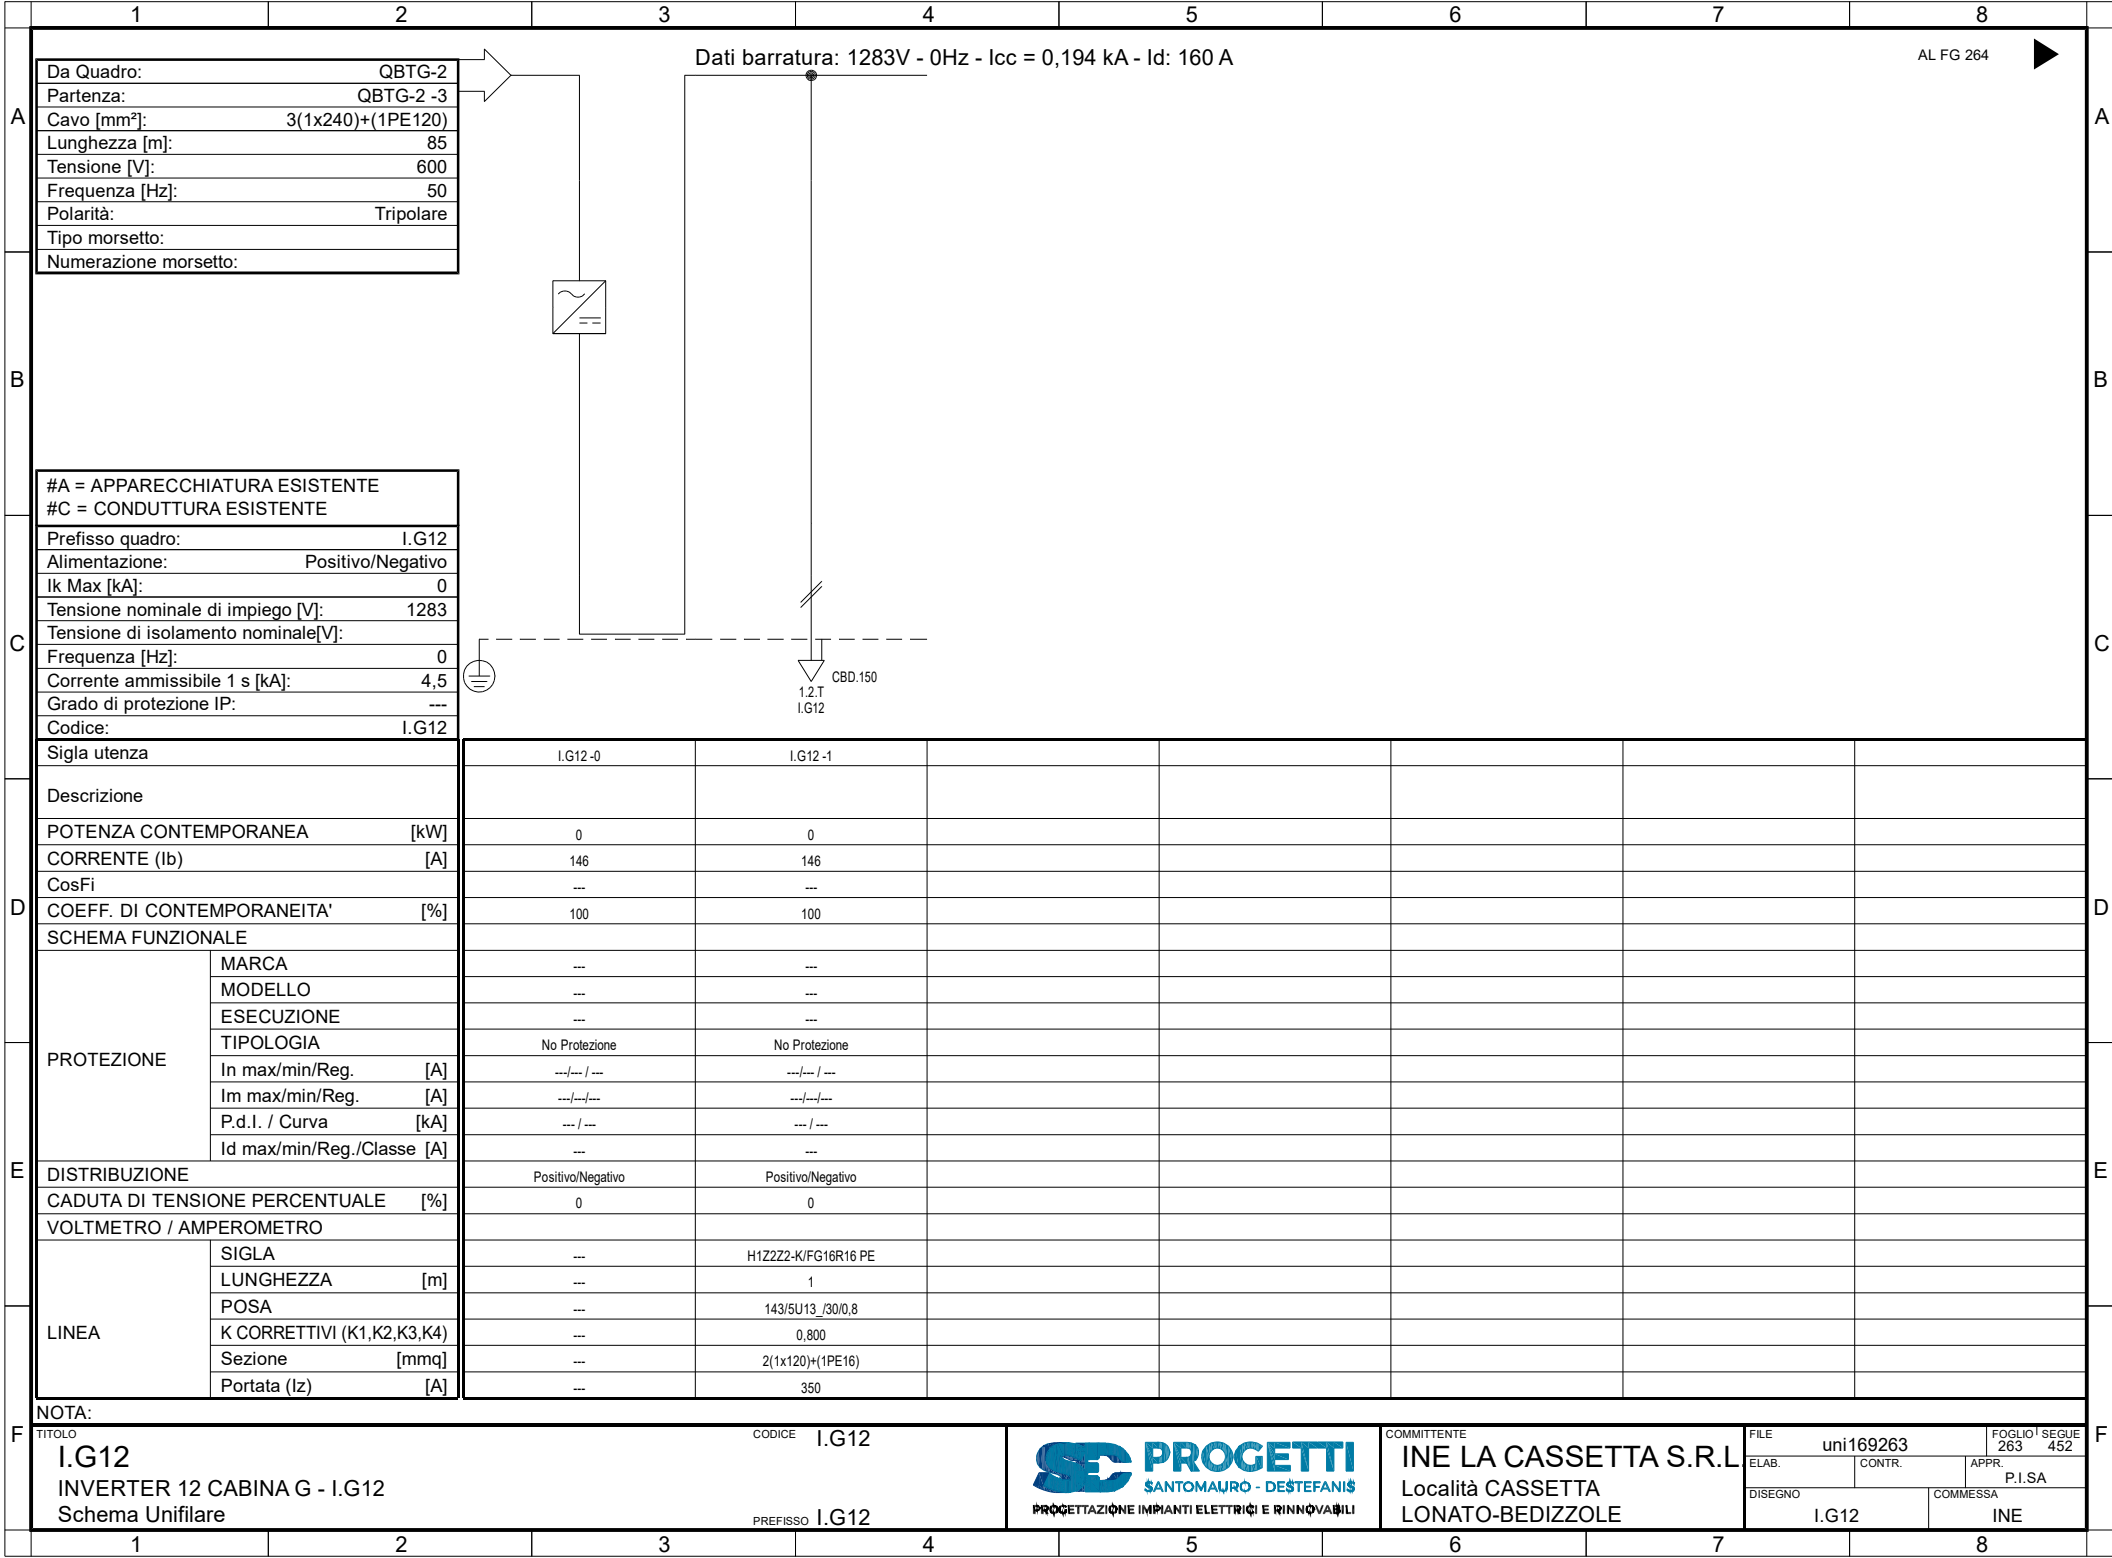 1 2 3 4 5 6 7 8
Dati barratura: 1283V - 0Hz - Icc = 0,194 kA - Id: 160 A
AL FG 264
Da Quadro: QBTG-2
Partenza: QBTG-2 -3
Cavo [mm²]: 3(1x240)+(1PE120)
Lunghezza [m]: 85
Tensione [V]: 600
Frequenza [Hz]: 50
Polarità: Tripolare
Tipo morsetto:
Numerazione morsetto:
A A
B B
#A = APPARECCHIATURA ESISTENTE
#C = CONDUTTURA ESISTENTE
Prefisso quadro: I.G12
Alimentazione: Positivo/Negativo
Ik Max [kA]: 0
Tensione nominale di impiego [V]: 1283
Tensione di isolamento nominale[V]:
Frequenza [Hz]: 0
Corrente ammissibile 1 s [kA]: 4,5
Grado di protezione IP: ---
Codice: I.G12
C C
CBD.150
1.2.T
I.G12
Sigla utenza I.G12 -0 I.G12 -1
Descrizione
POTENZA CONTEMPORANEA [kW] 0 0
CORRENTE (Ib) [A] 146 146
CosFi --- ---
D D
COEFF. DI CONTEMPORANEITA' [%] 100 100
SCHEMA FUNZIONALE
PROTEZIONE
MARCA --- ---
MODELLO --- ---
ESECUZIONE --- ---
TIPOLOGIA No Protezione No Protezione
In max/min/Reg. [A] ---/--- / --- ---/--- / ---
Im max/min/Reg. [A] ---/---/--- ---/---/---
P.d.I. / Curva [kA] --- / --- --- / ---
Id max/min/Reg./Classe [A] --- ---
E E
DISTRIBUZIONE Positivo/Negativo Positivo/Negativo
CADUTA DI TENSIONE PERCENTUALE [%] 0 0
VOLTMETRO / AMPEROMETRO
LINEA
SIGLA --- H1Z2Z2-K/FG16R16 PE
LUNGHEZZA [m] --- 1
POSA --- 143/5U13_/30/0,8
K CORRETTIVI (K1,K2,K3,K4) --- 0,800
Sezione [mmq] --- 2(1x120)+(1PE16)
Portata (Iz) [A] --- 350
NOTA:
F F
TITOLO
I.G12
INVERTER 12 CABINA G - I.G12
Schema Unifilare
CODICE I.G12
PREFISSO I.G12
SD PROGETTI
SANTOMAURO - DESTEFANIS
PROGETTAZIONE IMPIANTI ELETTRICI E RINNOVABILI
COMMITTENTE
INE LA CASSETTA S.R.L.
Località CASSETTA
LONATO-BEDIZZOLE
FILE uni169263
FOGLIO 263 SEGUE 452
ELAB. CONTR. APPR. P.I.SA
DISEGNO I.G12
COMMESSA INE
1 2 3 4 5 6 7 8